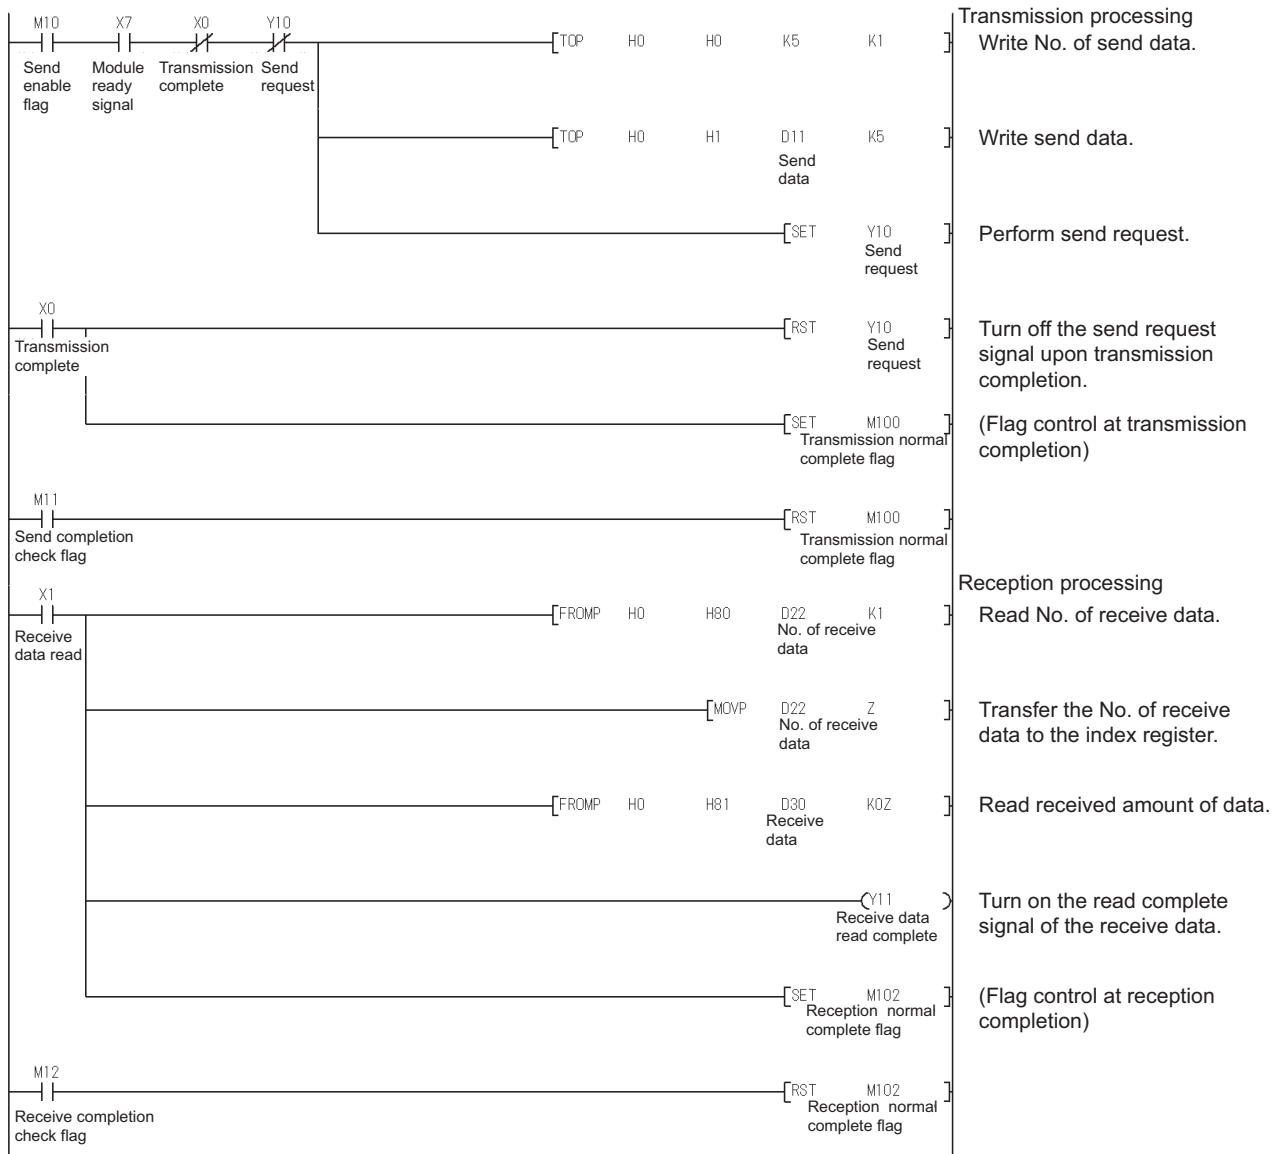 Transmission processing
M10 X7 X0 Y10
[TOP H0 H0 K5 K1 ]
Write No. of send data.
Send enable flag
Module ready signal
Transmission complete
Send request
[TOP H0 H1 D11 K5 ]
Write send data.
Send data
[SET Y10 ]
Perform send request.
Send request
X0
[RST Y10 ]
Transmission complete
Send request
Turn off the send request
signal upon transmission
completion.
[SET M100 ]
Transmission normal
complete flag
(Flag control at transmission
completion)
M11
[RST M100 ]
Send completion
check flag
Transmission normal
complete flag
Reception processing
X1
[FROMP H0 H80 D22 K1 ]
Read No. of receive data.
Receive
data read
No. of receive
data
[MOVP D22 Z ]
No. of receive
data
Transfer the No. of receive
data to the index register.
[FROMP H0 H81 D30 K0Z ]
Read received amount of data.
Receive
data
(Y11 )
Receive data
read complete
Turn on the read complete
signal of the receive data.
[SET M102 ]
Reception normal
complete flag
(Flag control at reception
completion)
M12
[RST M102 ]
Receive completion
check flag
Reception normal
complete flag